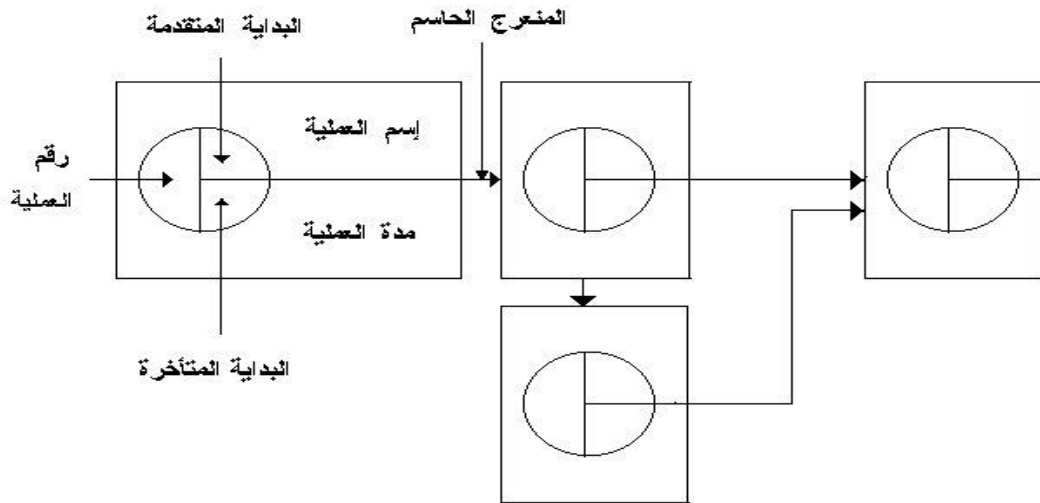 المنعرج الحاسم
البداية المتقدمة
إسم العملية
رقم
العملية
مدة العملية
البداية المتأخرة